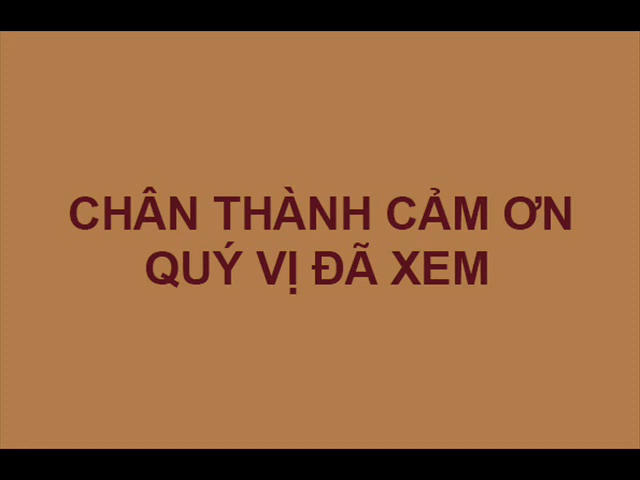 CHÂN THÀNH CẢM ƠN
QUÝ VỊ ĐÃ XEM